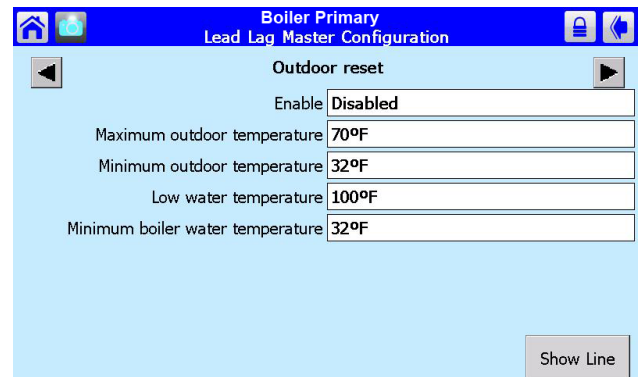 Boiler Primary
Lead Lag Master Configuration
Outdoor reset
Enable Disabled
Maximum outdoor temperature 70ºF
Minimum outdoor temperature 32ºF
Low water temperature 100ºF
Minimum boiler water temperature 32ºF
Show Line